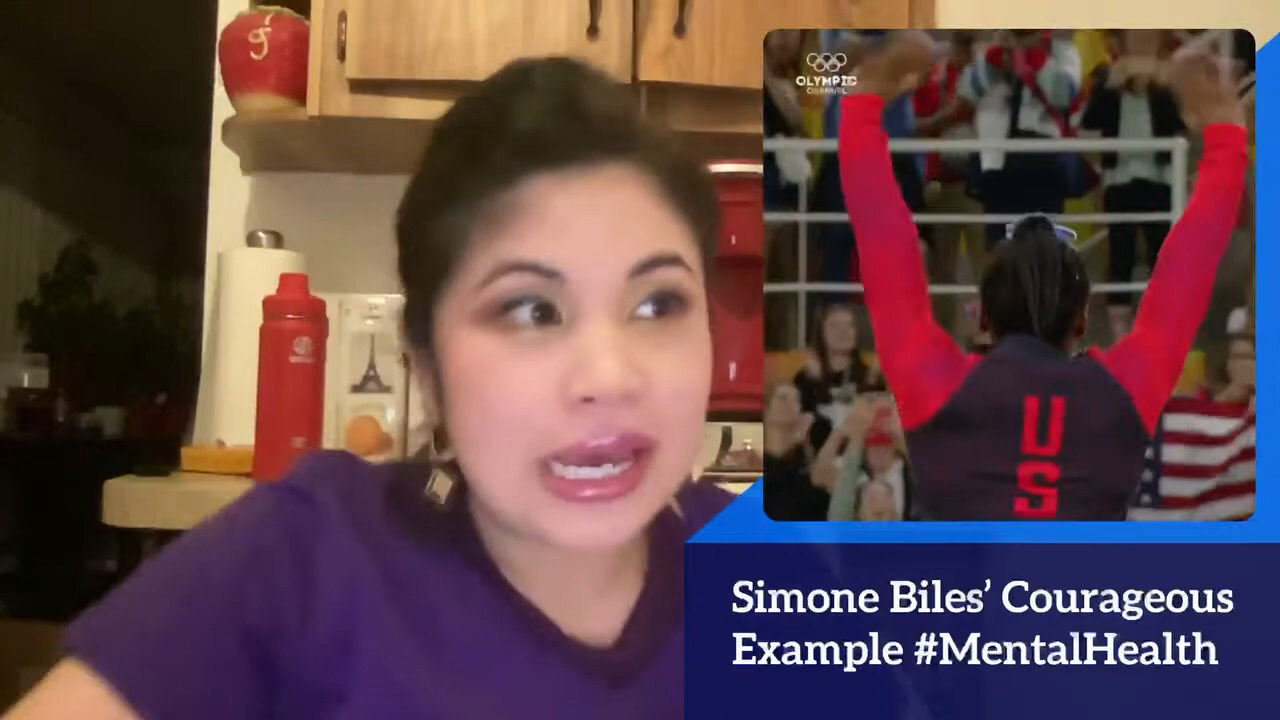 OLYMPIC
CHANNEL
US
Simone Biles' Courageous
Example #MentalHealth